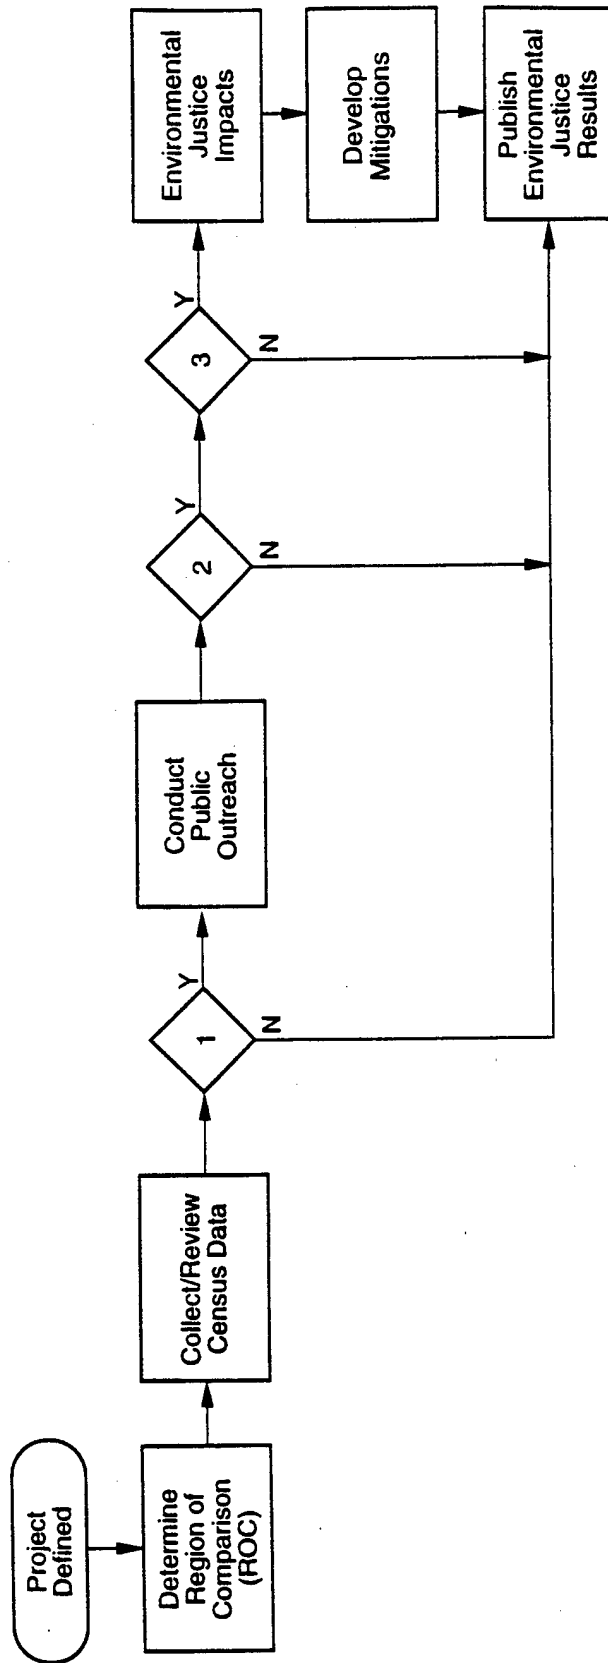 Project
Defined
Determine
Region of
Comparison
(ROC)
Collect/Review
Census Data
1
Y
N
Conduct
Public
Outreach
2
Y
N
3
Y
N
Environmental
Justice
Impacts
Develop
Mitigations
Publish
Environmental
Justice
Results